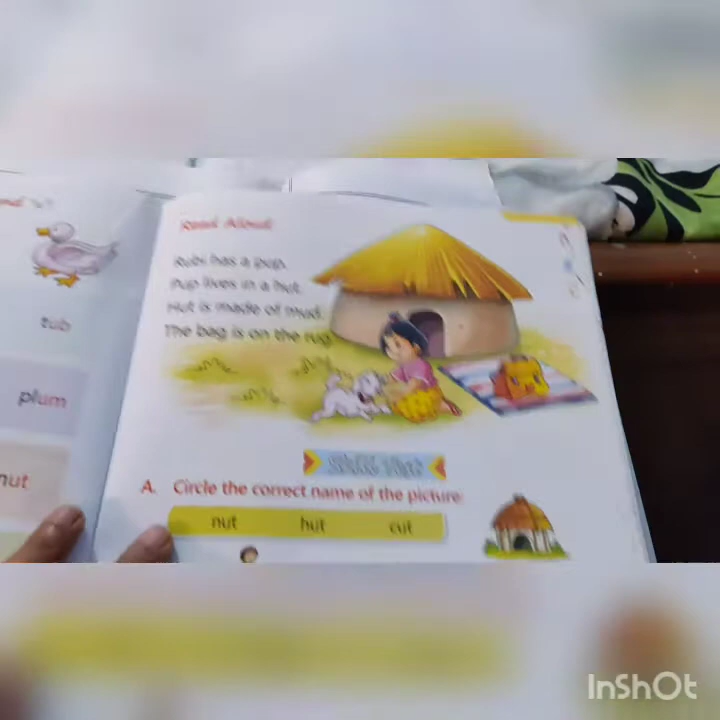 Read Aloud
Rubi has a pup.
Pup lives in a hut.
Hut is made of mud.
The bag is on the rug.
tub
plum
nut
A. Circle the correct name of the picture.
nut hut cut
InShOt